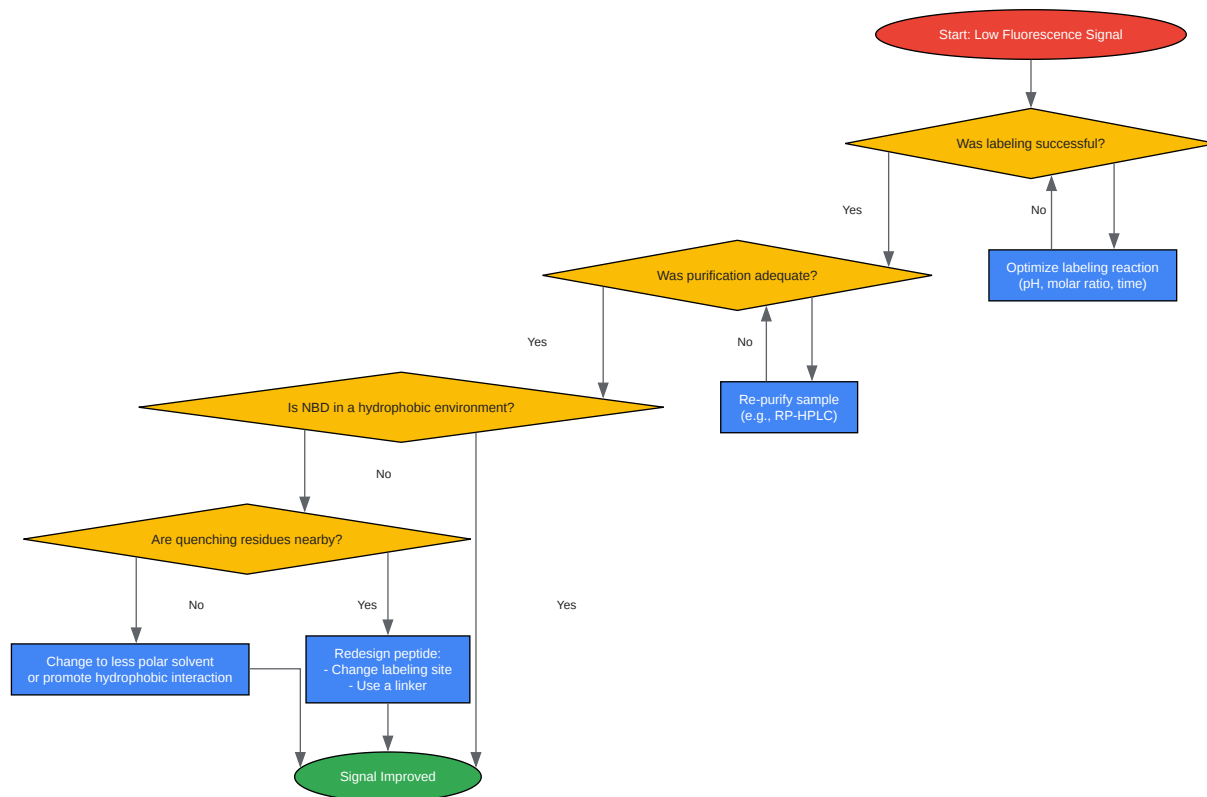 Start: Low Fluorescence Signal
Was labeling successful?
Yes
No
Optimize labeling reaction
(pH, molar ratio, time)
Was purification adequate?
Yes
No
Re-purify sample
(e.g., RP-HPLC)
Is NBD in a hydrophobic environment?
No
Are quenching residues nearby?
No
Yes
Yes
Change to less polar solvent
or promote hydrophobic interaction
Redesign peptide:
- Change labeling site
- Use a linker
Signal Improved